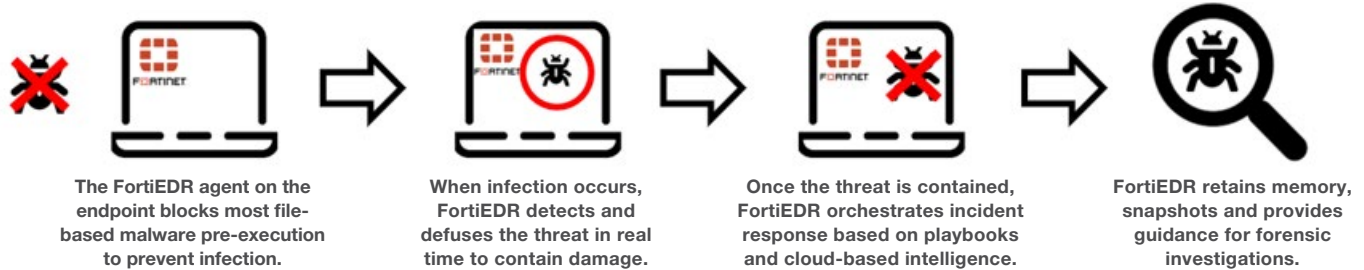 FORTINET
The FortiEDR agent on the
endpoint blocks most file-
based malware pre-execution
to prevent infection.
FORTINET
When infection occurs,
FortiEDR detects and
defuses the threat in real
time to contain damage.
FORTINET
Once the threat is contained,
FortiEDR orchestrates incident
response based on playbooks
and cloud-based intelligence.
FortiEDR retains memory,
snapshots and provides
guidance for forensic
investigations.